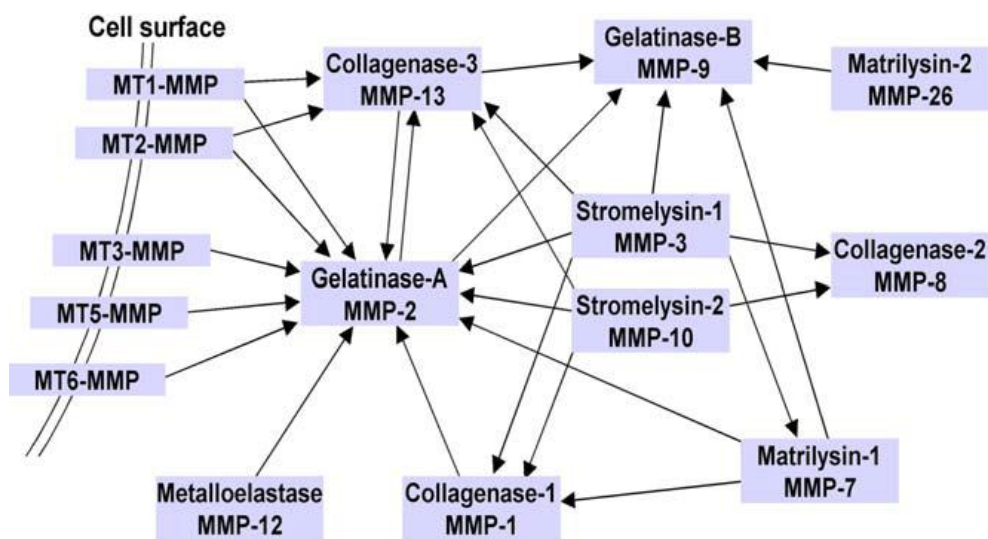 Cell surface
MT1-MMP
MT2-MMP
MT3-MMP
MT5-MMP
MT6-MMP
Collagenase-3
MMP-13
Gelatinase-B
MMP-9
Matrilysin-2
MMP-26
Stromelysin-1
MMP-3
Collagenase-2
MMP-8
Gelatinase-A
MMP-2
Stromelysin-2
MMP-10
Matrilysin-1
MMP-7
Metalloelastase
MMP-12
Collagenase-1
MMP-1